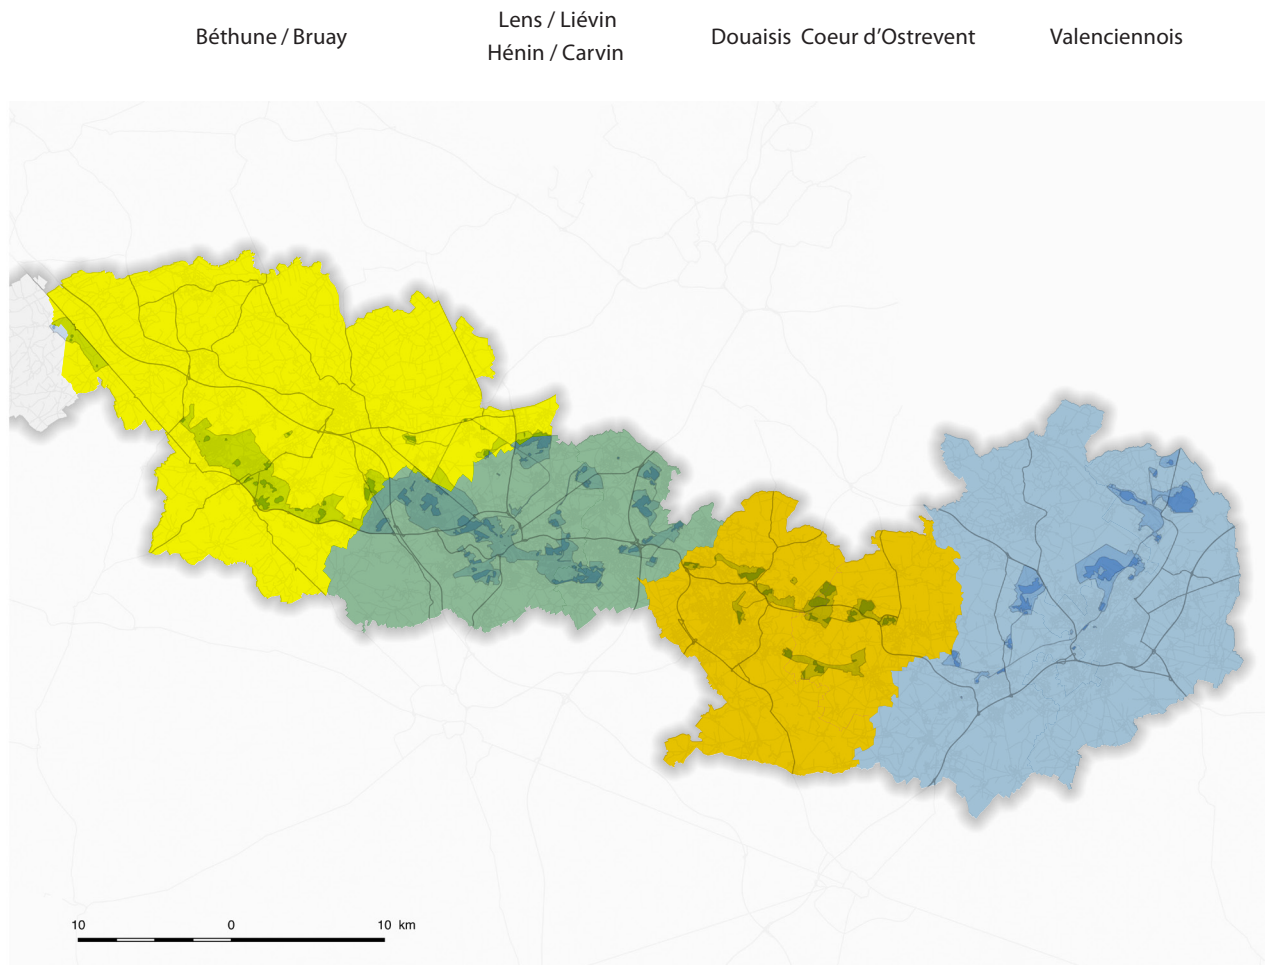 Béthune / Bruay
Lens / Liévin
Hénin / Carvin
Douaisis Coeur d’Ostrevent
Valenciennois
10 0 10 km